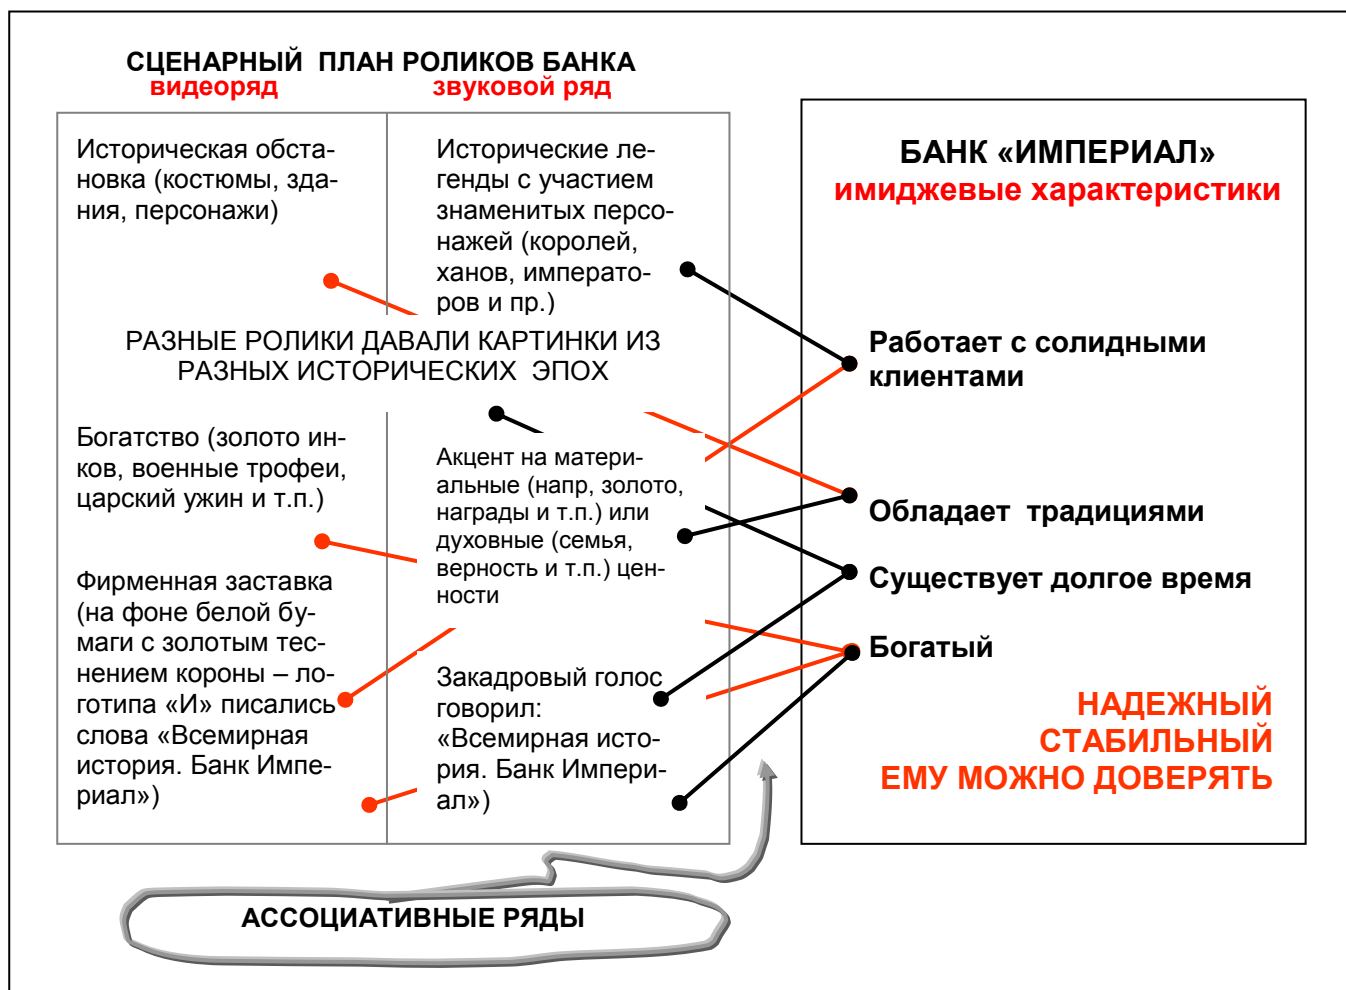 СЦЕНАРНЫЙ ПЛАН РОЛИКОВ БАНКА
видеоряд
звуковой ряд
Историческая обста-
новка (костюмы, зда-
ния, персонажи)
Исторические ле-
генды с участием
знаменитых персо-
нажей (королей,
ханов, императо-
ров и пр.)
РАЗНЫЕ РОЛИКИ ДАВАЛИ КАРТИНКИ ИЗ
РАЗНЫХ ИСТОРИЧЕСКИХ ЭПОХ
Богатство (золото ин-
ков, военные трофеи,
царский ужин и т.п.)
Акцент на матери-
альные (напр, золото,
награды и т.п.) или
духовные (семья,
верность и т.п.) цен-
ности
Фирменная заставка
(на фоне белой бу-
маги с золотым тес-
нением короны – ло-
готипа «И» писались
слова «Всемирная
история. Банк Импе-
риал»)
Закадровый голос
говорил:
«Всемирная исто-
рия. Банк Импери-
ал»)
БАНК «ИМПЕРИАЛ»
имиджевые характеристики
Работает с солидными
клиентами
Обладает традициями
Существует долгое время
Богатый
НАДЕЖНЫЙ
СТАБИЛЬНЫЙ
ЕМУ МОЖНО ДОВЕРЯТЬ
АССОЦИАТИВНЫЕ РЯДЫ